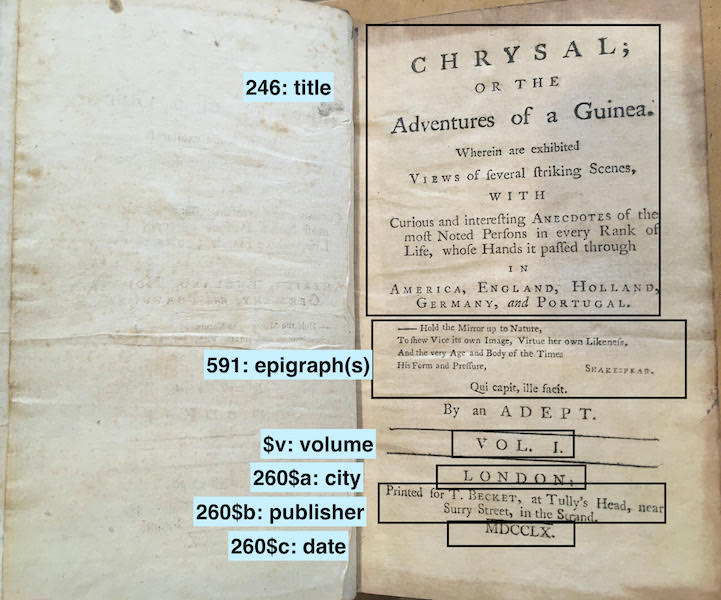 246: title
CHRYSAL;
OR THE
Adventures of a Guinea.
Wherein are exhibited
VIEWS of ſeveral ſtriking Scenes,
WITH
Curious and intereſting ANECDOTES of the
moſt Noted Perſons in every Rank of
Life, whoſe Hands it paſſed through
IN
AMERICA, ENGLAND, HOLLAND,
GERMANY, and PORTUGAL.
591: epigraph(s)
—— Hold the Mirror up to Nature,
To ſhew Vice its own Image, Virtue her own Likeneſs,
And the very Age and Body of the Times
His Form and Preſſure, SHAKESPEAR.
Qui capit, ille facit.
By an ADEPT.
$v: volume
VOL. I.
260$a: city
LONDON,
260$b: publisher
Printed for T. BECKET, at Tully's Head, near
Surry Street, in the Strand.
260$c: date
MDCCLX.